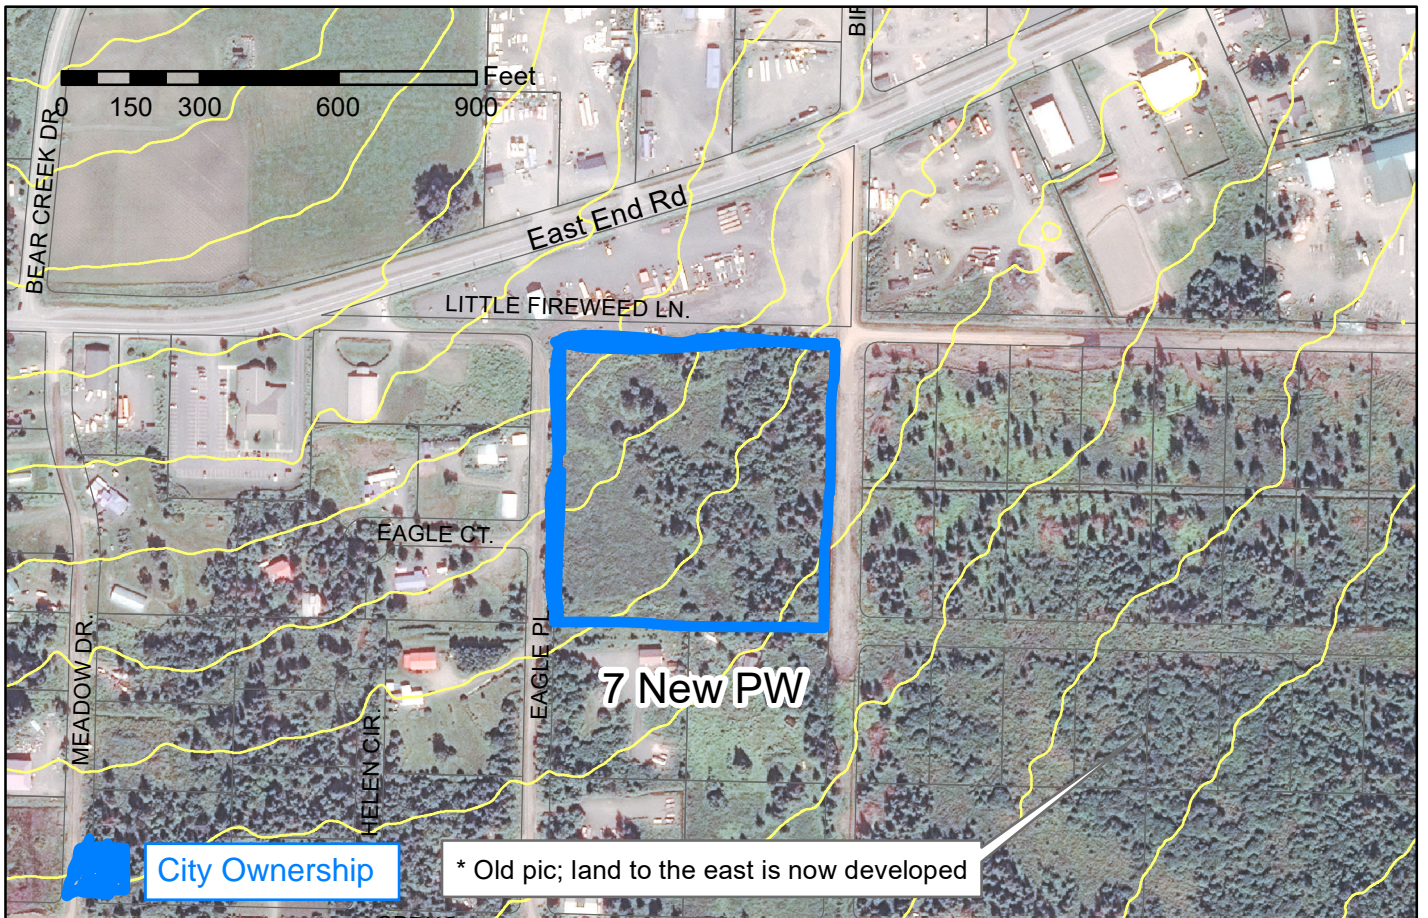 BIR
Feet
0 150 300 600 900
BEAR CREEK DR.
East End Rd
LITTLE FIREWEED LN.
EAGLE CT.
EAGLE PL
7 New PW
MEADOW DR.
HELEN CIR.
City Ownership
* Old pic; land to the east is now developed